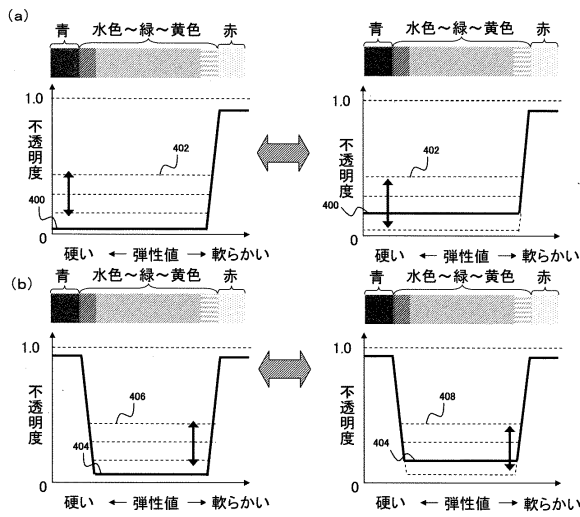 (a)
青 水色～緑～黄色 赤
1.0
不透明度
402
400
0
硬い ← 弾性値 → 軟らかい
青 水色～緑～黄色 赤
1.0
不透明度
402
400
0
硬い ← 弾性値 → 軟らかい
(b)
青 水色～緑～黄色 赤
1.0
不透明度
406
404
0
硬い ← 弾性値 → 軟らかい
青 水色～緑～黄色 赤
1.0
不透明度
408
404
0
硬い ← 弾性値 → 軟らかい